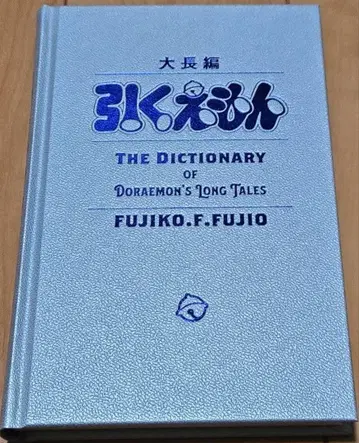 大長編
引くえもん
THE DICTIONARY
OF
DORAEMON'S LONG TALES
FUJIKO.F.FUJIO